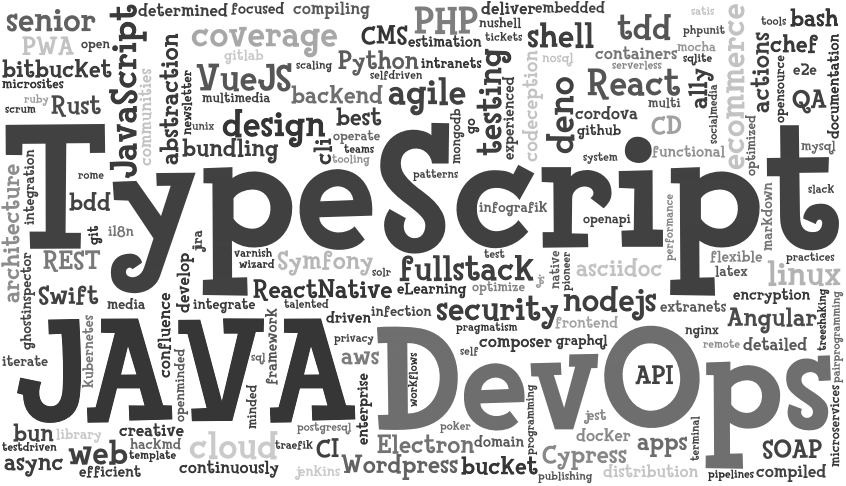 senior
PWA
open
bitbucket
microsites
ruby
scrum
Rust
JavaScript
communities
determined
focused
compiling
coverage
gitlab
abstraction
newsletter
VueJS
multimedia
unix
scaling
CMS
estimation
Python
intranets
selfdriven
backend
agile
PHP
deliver
embedded
nushell
tickets
shell
nosql
tdd
containers
mocha
sqlite
serverless
satis
phpunit
React
multi
a11y
socialmedia
ecommerce
optimized
actions
tools
bash
chef
opensource
e2e
QA
documentation
mysql
design
best
operate
teams
tooling
cli
bundling
mongodb
go
testing
experienced
codeception
deno
cordova
github
CD
functional
system
patterns
TypeScript
integration
rome
bdd
git
i18n
architecture
ghostinspector
REST
Swift
media
jra
develop
confluence
integrate
varnish
wizard
Symfony
solr
infografik
openapi
performance
markdown
slack
practices
flexible
latex
linux
test
fullstack
eLearning
optimize
native
pioneer
asciidoc
ReactNative
talented
driven
infection
security
pragmatism
nodejs
extranets
encryption
Angular
treeshaking
pairprogramming
frontend
composer
graphql
nginx
remote
detailed
self
privacy
aws
framework
sql
minded
openminded
kubernetes
iterate
JAVA
DevOps
workflows
API
enterprise
microservices
bun
library
testdriven
async
web
efficient
creative
hackmd
template
cloud
continuously
postgresql
traefik
CI
jenkins
Electron
Wordpress
poker
domain
bucket
programming
jest
docker
Cypress
publishing
apps
distribution
terminal
pipelines
SOAP
compiled